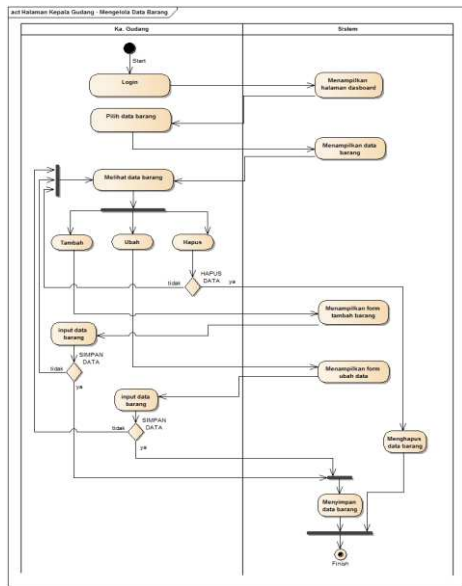 act Halaman Kepala Gudang - Mengelola Data Barang
Ka. Gudang
Sistem
Start
Login
Menampilkan
halaman dasboard
Pilih data barang
Menampilkan data
barang
Melihat data barang
Tambah
Ubah
Hapus
HAPUS
DATA
tidak
ya
Menampilkan form
tambah barang
input data
barang
SIMPAN
DATA
tidak
ya
Menampilkan form
ubah data
input data
barang
SIMPAN
DATA
tidak
ya
Menghapus
data barang
Menyimpan
data barang
Finish